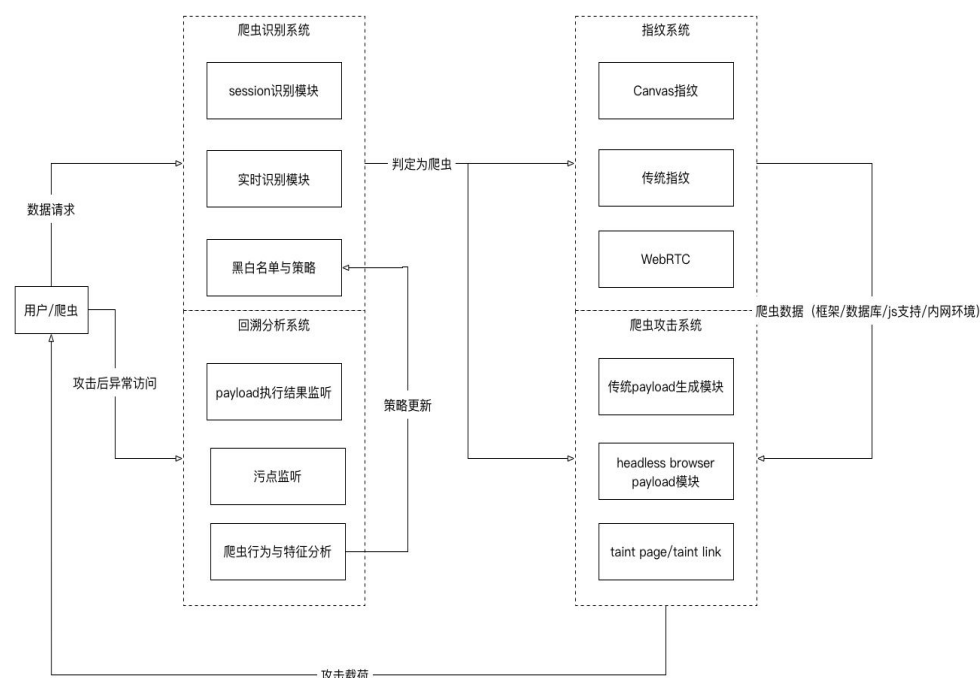 爬虫识别系统
session识别模块
实时识别模块
黑白名单与策略
回溯分析系统
payload执行结果监听
污点监听
爬虫行为与特征分析
指纹系统
Canvas指纹
传统指纹
WebRTC
爬虫攻击系统
传统payload生成模块
headless browser
payload模块
taint page/taint link
用户/爬虫
数据请求
攻击后异常访问
判定为爬虫
策略更新
爬虫数据（框架/数据库/js支持/内网环境)
攻击载荷